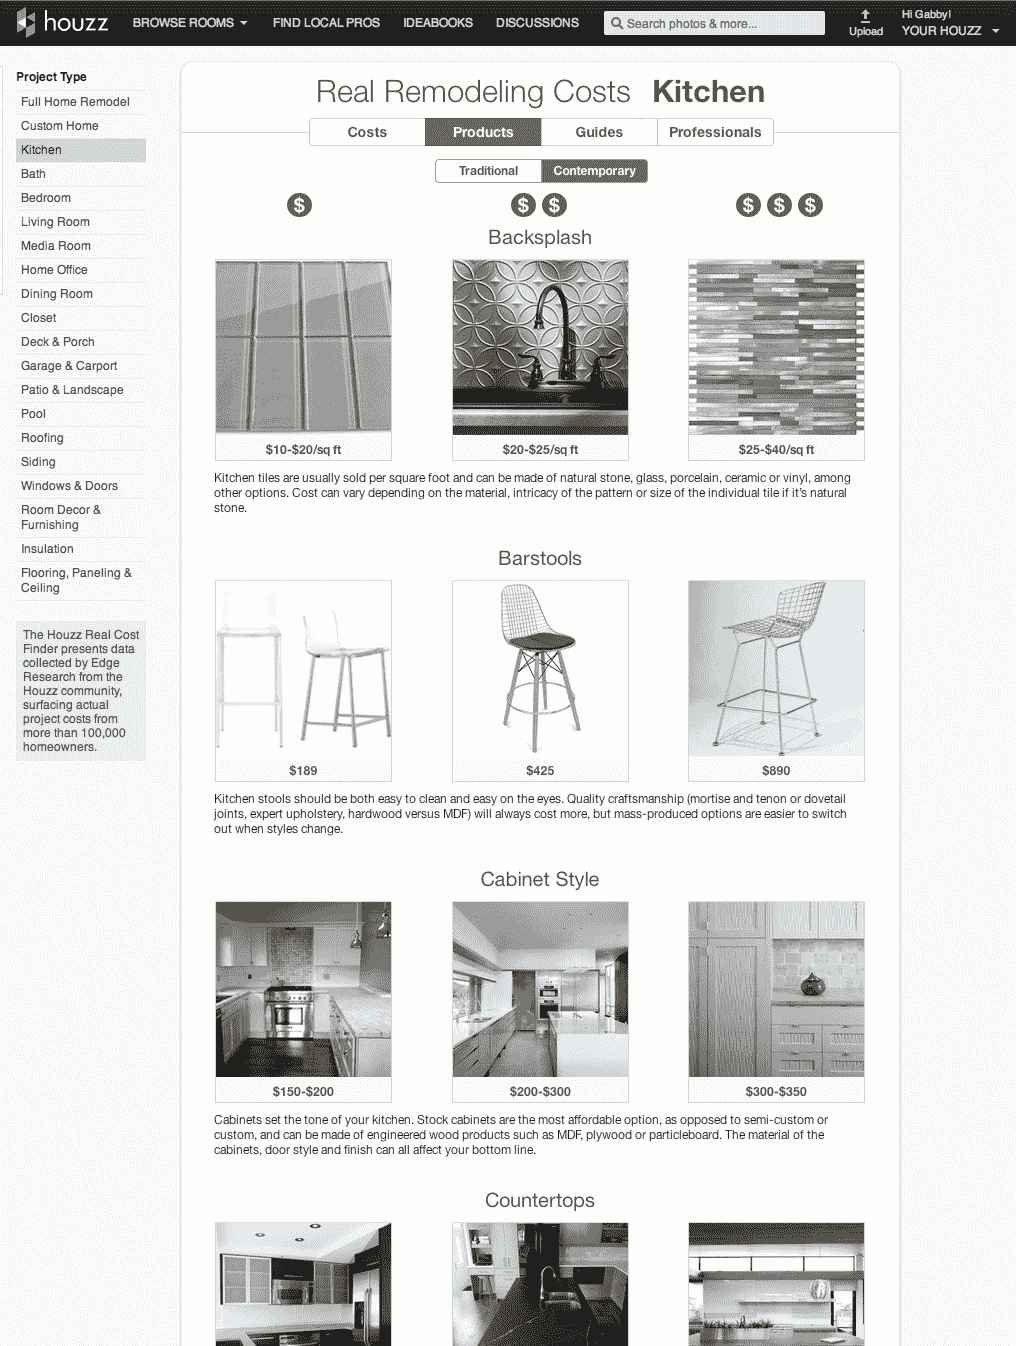 houzz
BROWSE ROOMS
FIND LOCAL PROS
IDEABOOKS
DISCUSSIONS
Search photos & more...
Upload
Hi Gabby!
YOUR HOUZZ
Project Type
Full Home Remodel
Custom Home
Kitchen
Bath
Bedroom
Living Room
Media Room
Home Office
Dining Room
Closet
Deck & Porch
Garage & Carport
Patio & Landscape
Pool
Roofing
Siding
Windows & Doors
Room Decor &
Furnishing
Insulation
Flooring, Paneling &
Ceiling
The Houzz Real Cost
Finder presents data
collected by Edge
Research from the
Houzz community,
surfacing actual
project costs from
more than 100,000
homeowners.
Real Remodeling Costs Kitchen
Costs
Products
Guides
Professionals
Traditional
Contemporary
$
$ $
$ $ $
Backsplash
$10-$20/sq ft
$20-$25/sq ft
$25-$40/sq ft
Kitchen tiles are usually sold per square foot and can be made of natural stone, glass, porcelain, ceramic or vinyl, among
other options. Cost can vary depending on the material, intricacy of the pattern or size of the individual tile if it's natural
stone.
Barstools
$189
$425
$890
Kitchen stools should be both easy to clean and easy on the eyes. Quality craftsmanship (mortise and tenon or dovetail
joints, expert upholstery, hardwood versus MDF) will always cost more, but mass-produced options are easier to switch
out when styles change.
Cabinet Style
$150-$200
$200-$300
$300-$350
Cabinets set the tone of your kitchen. Stock cabinets are the most affordable option, as opposed to semi-custom or
custom, and can be made of engineered wood products such as MDF, plywood or particleboard. The material of the
cabinets, door style and finish can all affect your bottom line.
Countertops